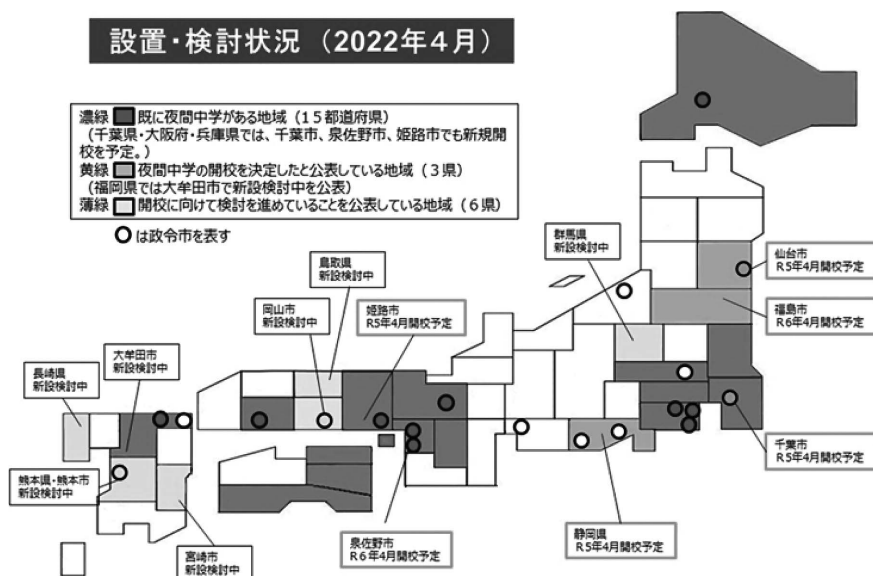 設置・検討状況 （2022年４月）
濃緑 既に夜間中学がある地域（１５都道府県）
（千葉県・大阪府・兵庫県では、千葉市、泉佐野市、姫路市でも新規開
校を予定。）
黄緑 夜間中学の開校を決定したと公表している地域（３県）
（福岡県では大牟田市で新設検討中を公表）
薄緑 開校に向けて検討を進めていることを公表している地域（６県）
○は政令市を表す
群馬県
新設検討中
仙台市
R5年４月開校予定
鳥取県
新設検討中
岡山市
新設検討中
姫路市
R5年４月開校予定
福島市
R６年４月開校予定
大牟田市
新設検討中
長崎県
新設検討中
千葉市
R5年４月開校予定
熊本県・熊本市
新設検討中
宮崎市
新設検討中
泉佐野市
R６年４月開校予定
静岡県
R5年４月開校予定